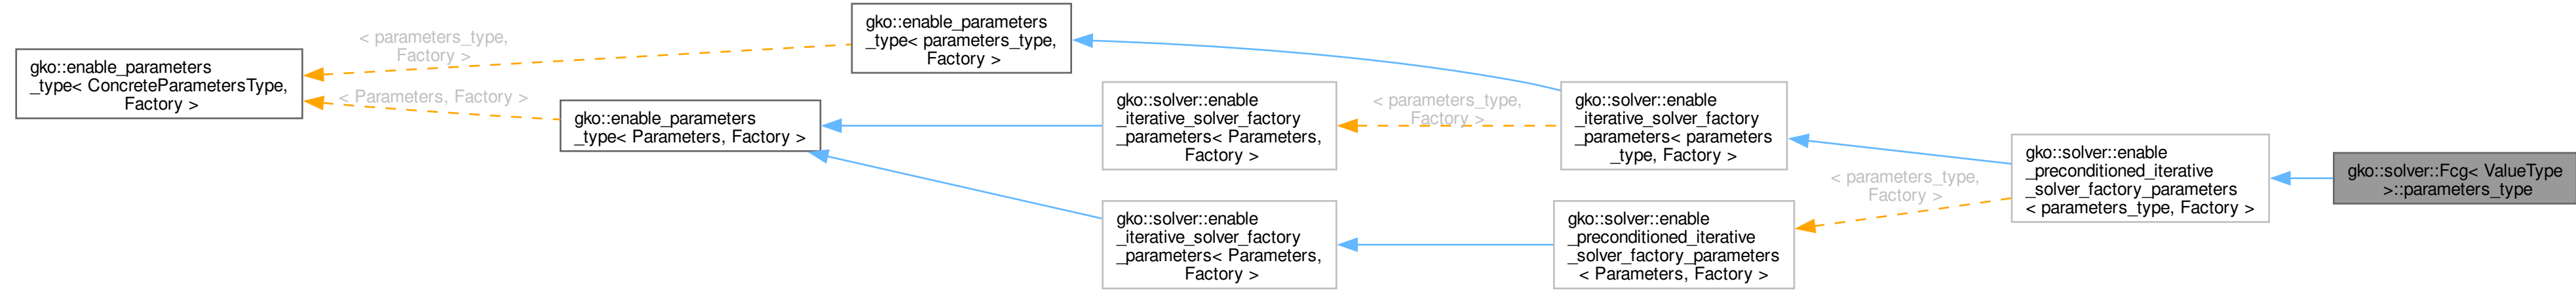 gko::enable_parameters
_type< ConcreteParametersType,
Factory >
< parameters_type,
Factory >
< Parameters, Factory >
gko::enable_parameters
_type< parameters_type,
Factory >
gko::enable_parameters
_type< Parameters, Factory >
gko::solver::enable
_iterative_solver_factory
_parameters< Parameters,
Factory >
gko::solver::enable
_iterative_solver_factory
_parameters< Parameters,
Factory >
< parameters_type,
Factory >
gko::solver::enable
_iterative_solver_factory
_parameters< parameters
_type, Factory >
gko::solver::enable
_preconditioned_iterative
_solver_factory_parameters
< Parameters, Factory >
< parameters_type,
Factory >
gko::solver::enable
_preconditioned_iterative
_solver_factory_parameters
< parameters_type, Factory >
gko::solver::Fcg< ValueType
>::parameters_type